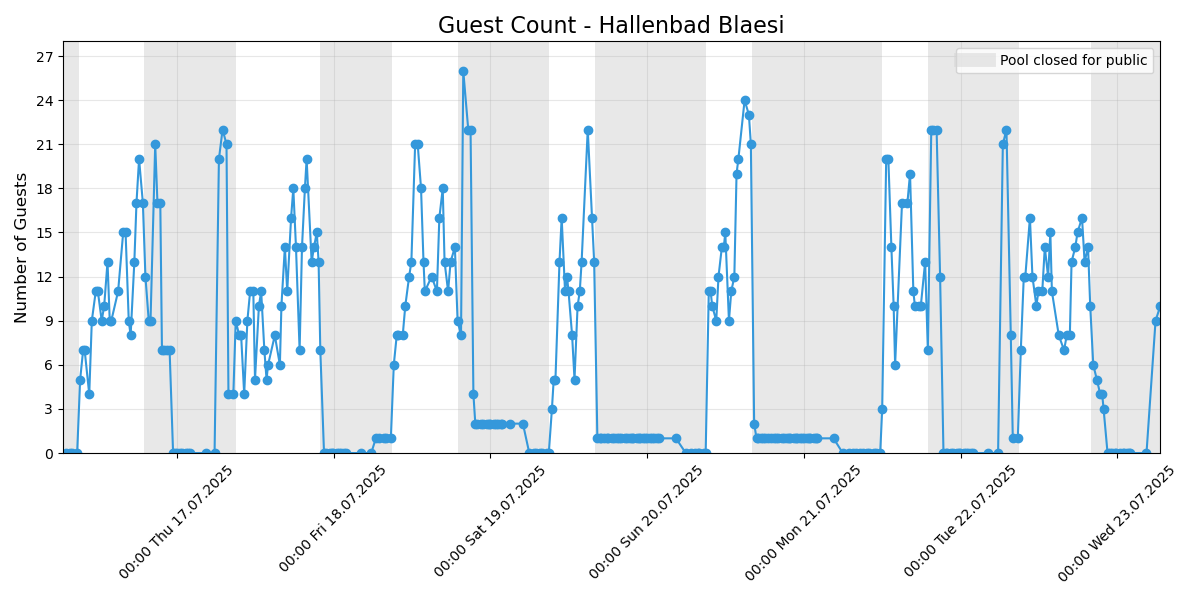 Guest Count - Hallenbad Blaesi
Pool closed for public
Number of Guests
27
24
21
18
15
12
9
6
3
0
00:00 Thu 17.07.2025
00:00 Fri 18.07.2025
00:00 Sat 19.07.2025
00:00 Sun 20.07.2025
00:00 Mon 21.07.2025
00:00 Tue 22.07.2025
00:00 Wed 23.07.2025